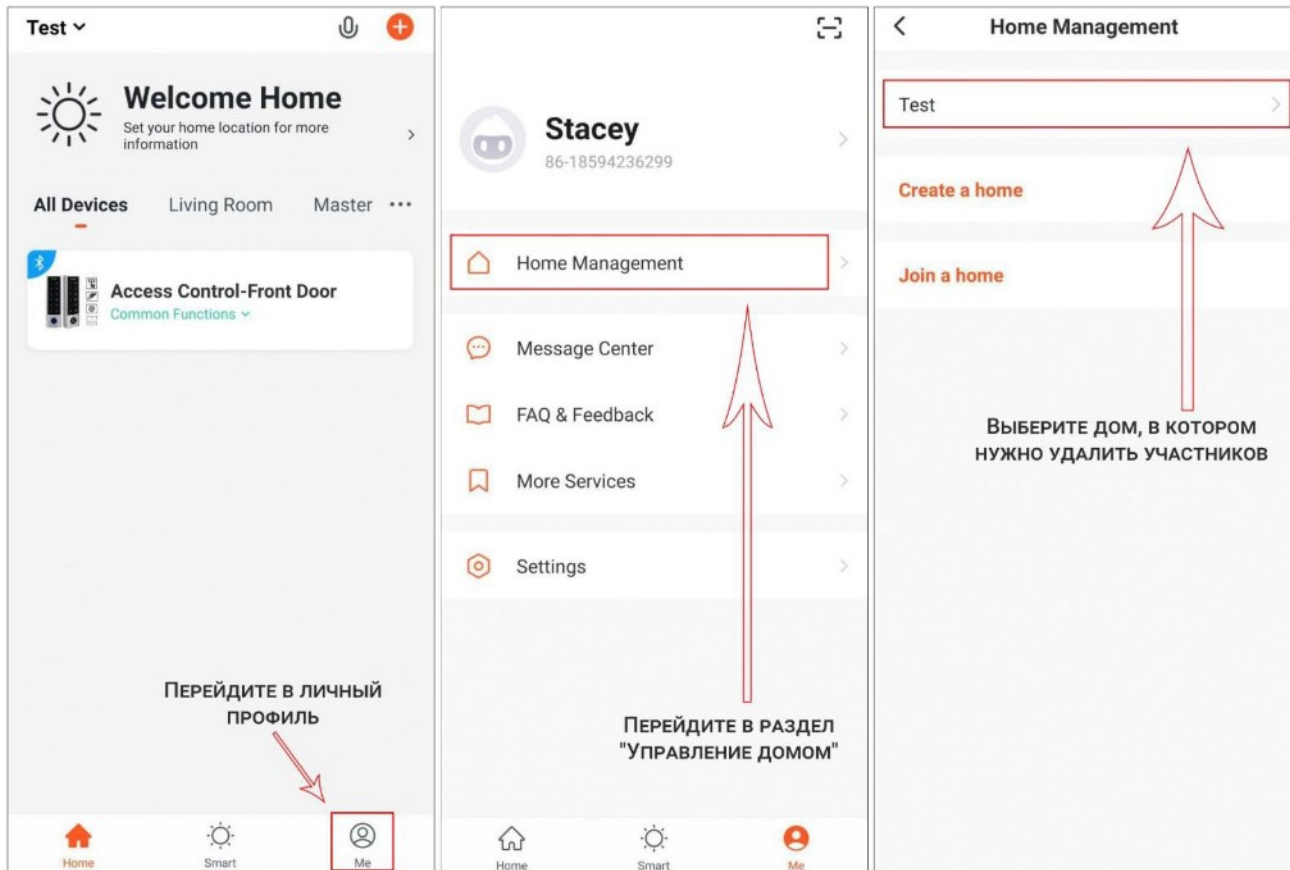 Test
Welcome Home
Set your home location for more
information
All Devices Living Room Master ...
Access Control-Front Door
Common Functions
Перейдите в личный
профиль
Home Smart Me
Stacey
86-18594236299
Home Management
Message Center
FAQ & Feedback
More Services
Settings
Перейдите в раздел
"Управление домом"
Home Smart Me
Home Management
Test
Create a home
Join a home
Выберите дом, в котором
нужно удалить участников